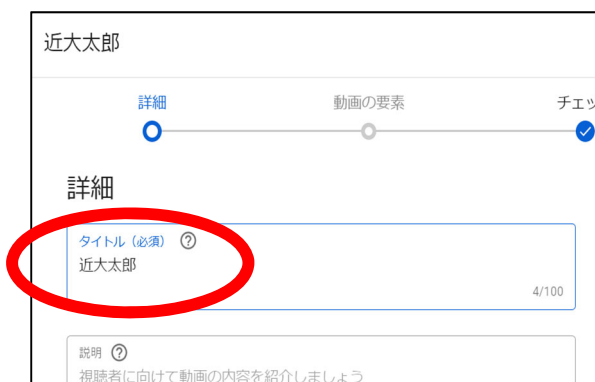 近大太郎
詳細
動画の要素
チェッ
詳細
タイトル（必須）
近大太郎
4/100
説明
視聴者に向けて動画の内容を紹介しましょう